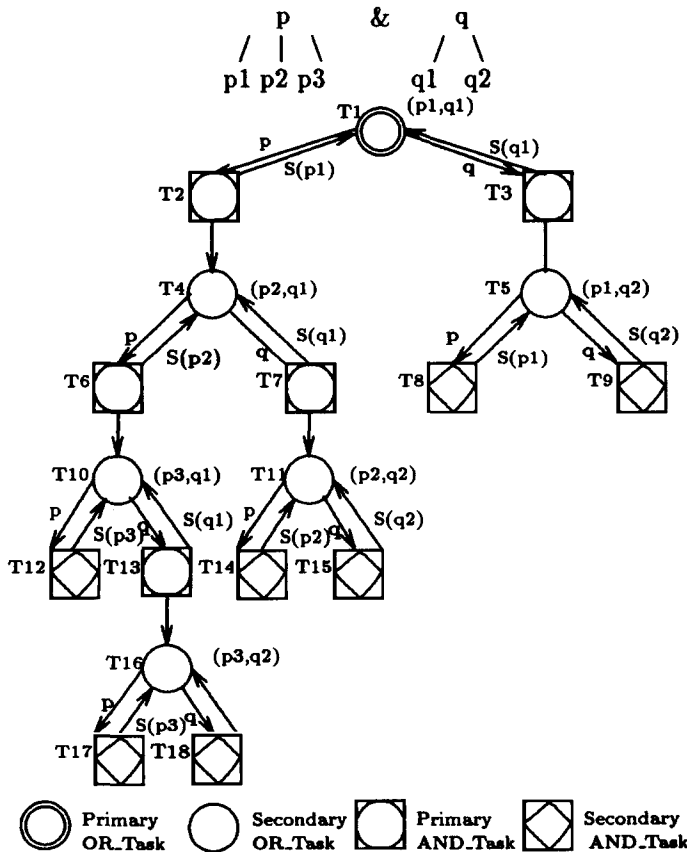 p & q
p1 p2 p3 q1 q2
T1 (p1,q1)
p S(p1) q S(q1)
T2 T3
T4 (p2,q1) T5 (p1,q2)
p S(p2) q S(q1) p S(p1) q S(q2)
T6 T7 T8 T9
T10 (p3,q1) T11 (p2,q2)
p S(p3) q S(q1) p S(p2) q S(q2)
T12 T13 T14 T15
T16 (p3,q2)
p S(p3) q
T17 T18
Primary Secondary Primary Secondary
OR_Task OR_Task AND_Task AND_Task